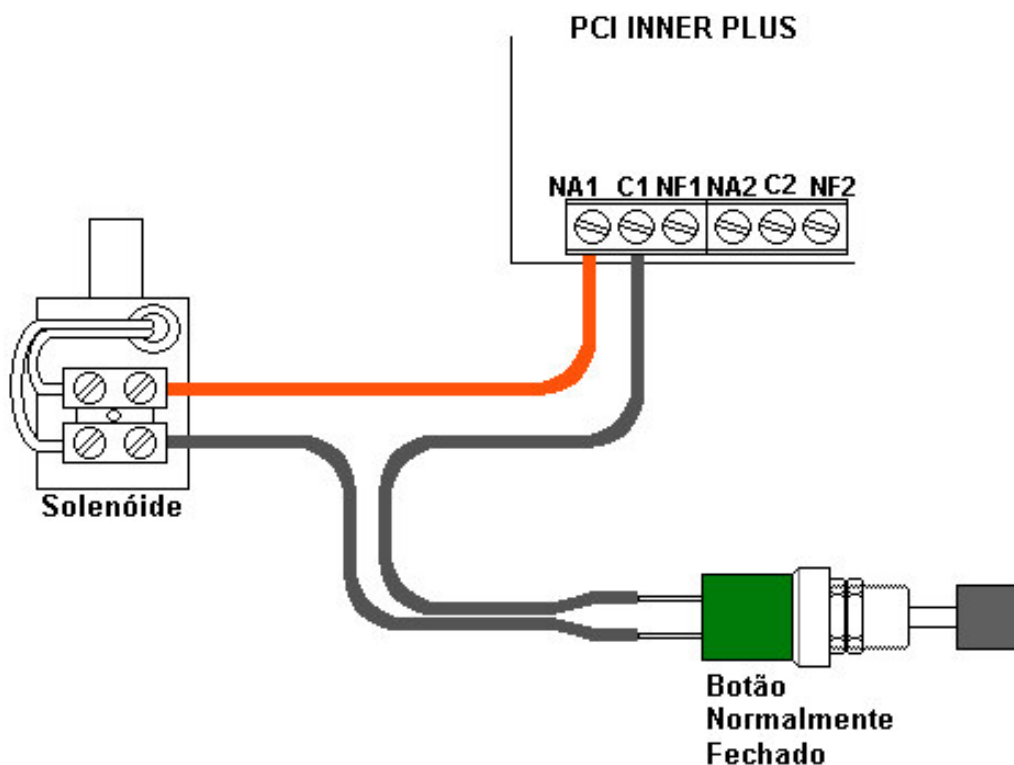 PCI INNER PLUS
NA1 C1 NF1 NA2 C2 NF2
Solenóide
Botão
Normalmente
Fechado